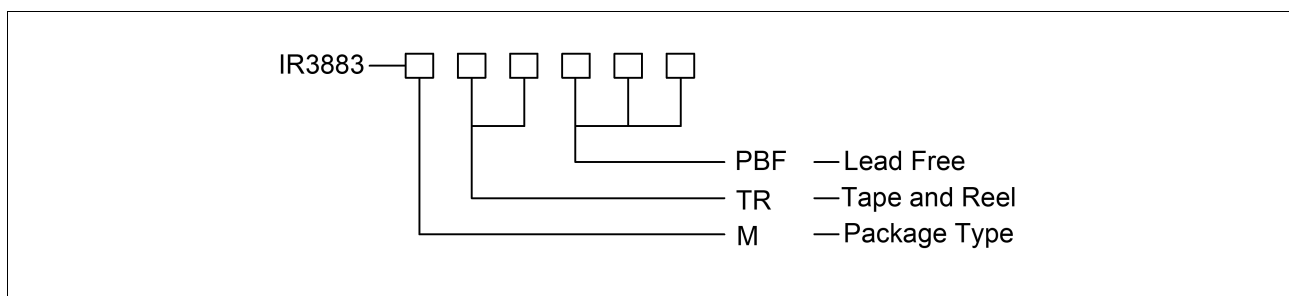 IR3883
PBF — Lead Free
TR — Tape and Reel
M — Package Type